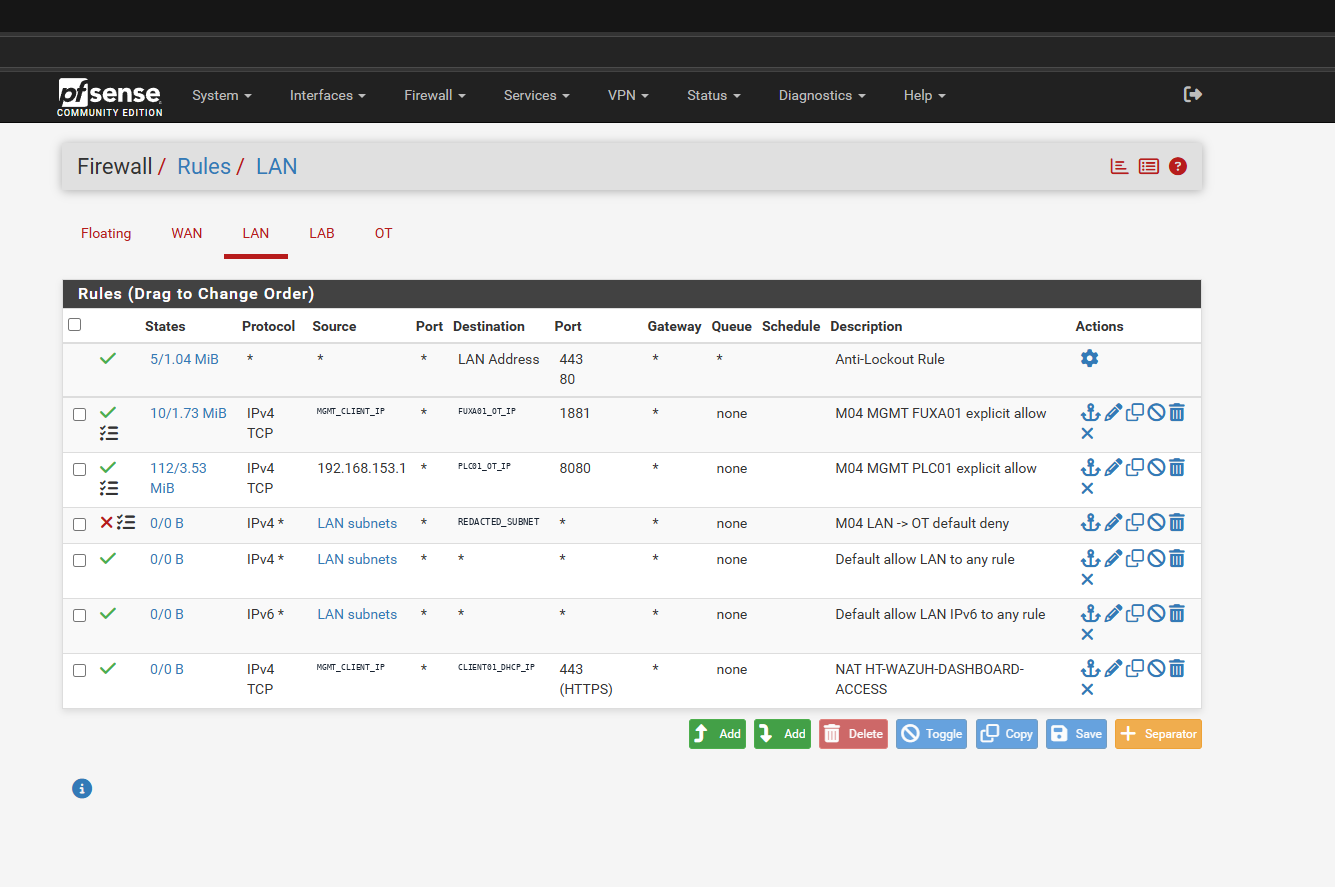 pfsense
COMMUNITY EDITION
System Interfaces Firewall Services VPN Status Diagnostics Help
Firewall / Rules / LAN
Floating WAN LAN LAB OT
Rules (Drag to Change Order)
States Protocol Source Port Destination Port Gateway Queue Schedule Description Actions
5/1.04 MiB * * * LAN Address 443 * * Anti-Lockout Rule
80
10/1.73 MiB IPv4 MGMT_CLIENT_IP * FUXA01_OT_IP 1881 * none M04 MGMT FUXA01 explicit allow
TCP
112/3.53 IPv4 192.168.153.1 * PLC01_OT_IP 8080 * none M04 MGMT PLC01 explicit allow
MiB TCP
0/0 B IPv4 * LAN subnets * REDACTED_SUBNET * * none M04 LAN -> OT default deny
0/0 B IPv4 * LAN subnets * * * * none Default allow LAN to any rule
0/0 B IPv6 * LAN subnets * * * * none Default allow LAN IPv6 to any rule
0/0 B IPv4 MGMT_CLIENT_IP * CLIENT01_DHCP_IP 443 * none NAT HT-WAZUH-DASHBOARD-
TCP (HTTPS) ACCESS
Add Add Delete Toggle Copy Save Separator